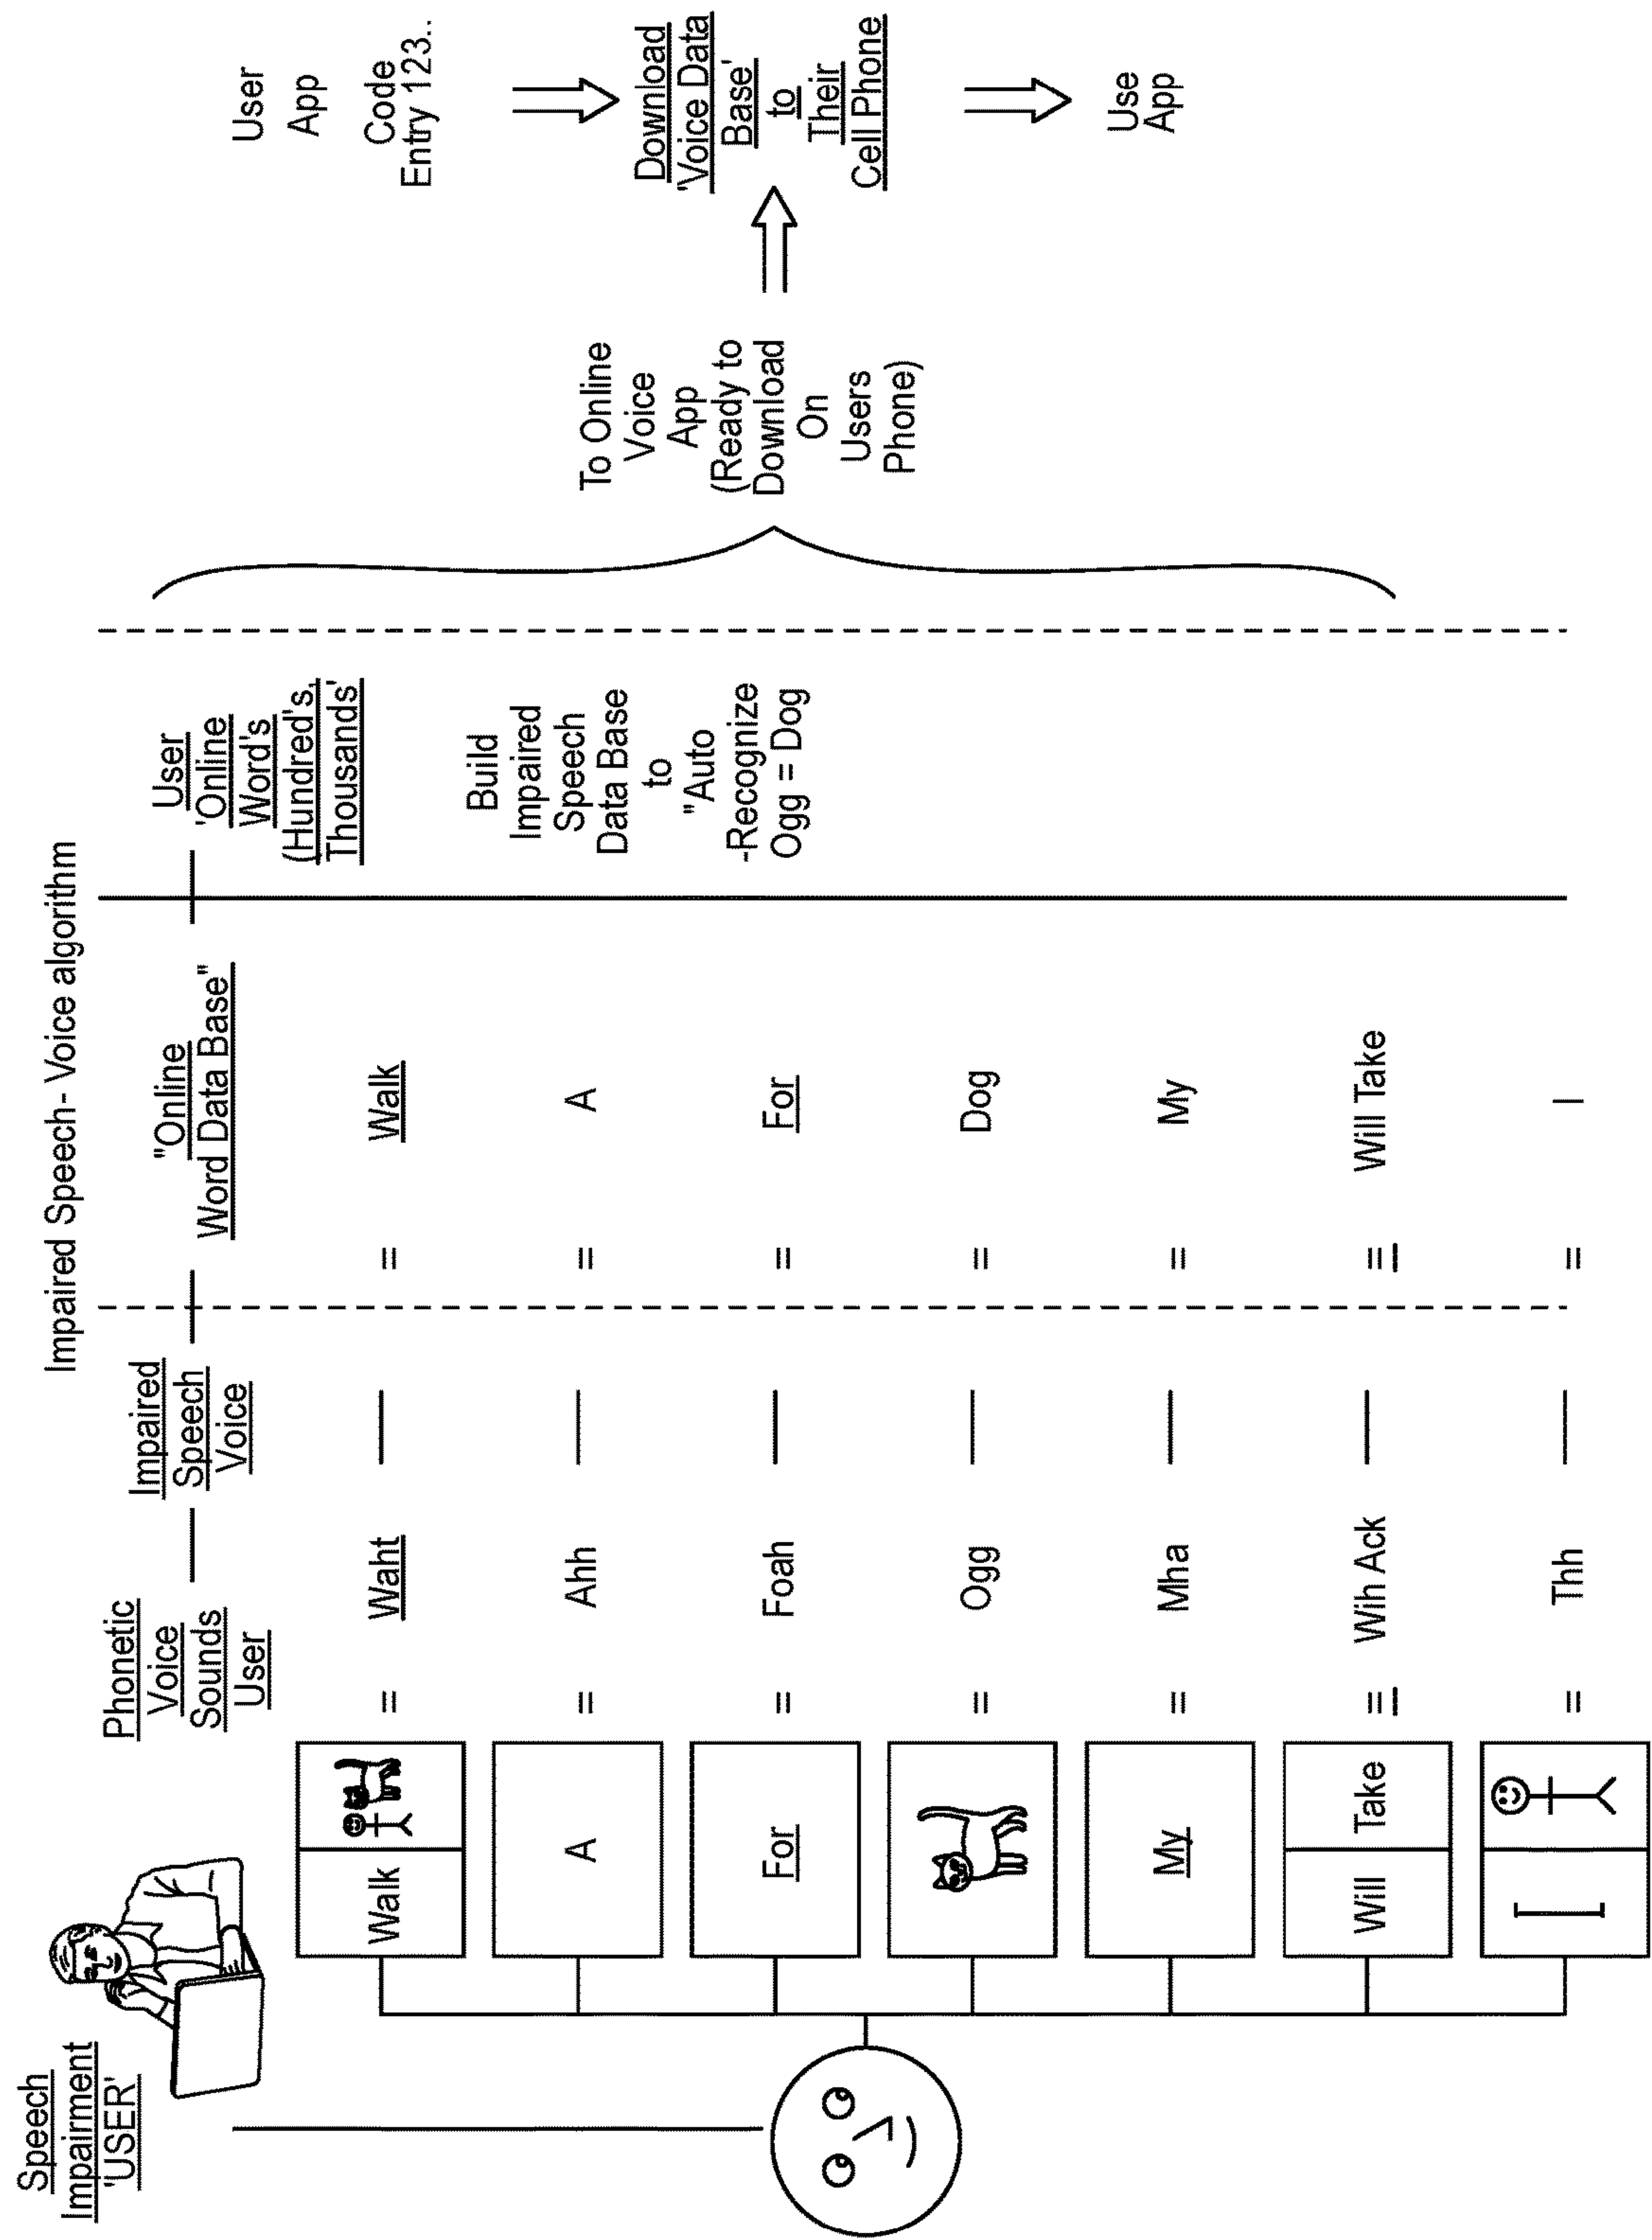 Impaired Speech- Voice algorithm
Speech
Impairment
'USER'
Phonetic
Voice
Sounds
User
Impaired
Speech
Voice
"Online
Word Data Base"
User
'Online
Word's
(Hundred's,
Thousands'
Walk = Waht — = Walk
A = Ahh — = A
For = Foah — = For
= Ogg — = Dog
My = Mha — = My
Will Take = Wih Ack — = Will Take
I = Thh — = I
Build
Impaired
Speech
Data Base
to
"Auto
-Recognize
Ogg = Dog
To Online
Voice
App
(Ready to
Download
On
Users
Phone)
User
App
Code
Entry 123..
Download
'Voice Data
Base'
to
Their
Cell Phone
Use
App